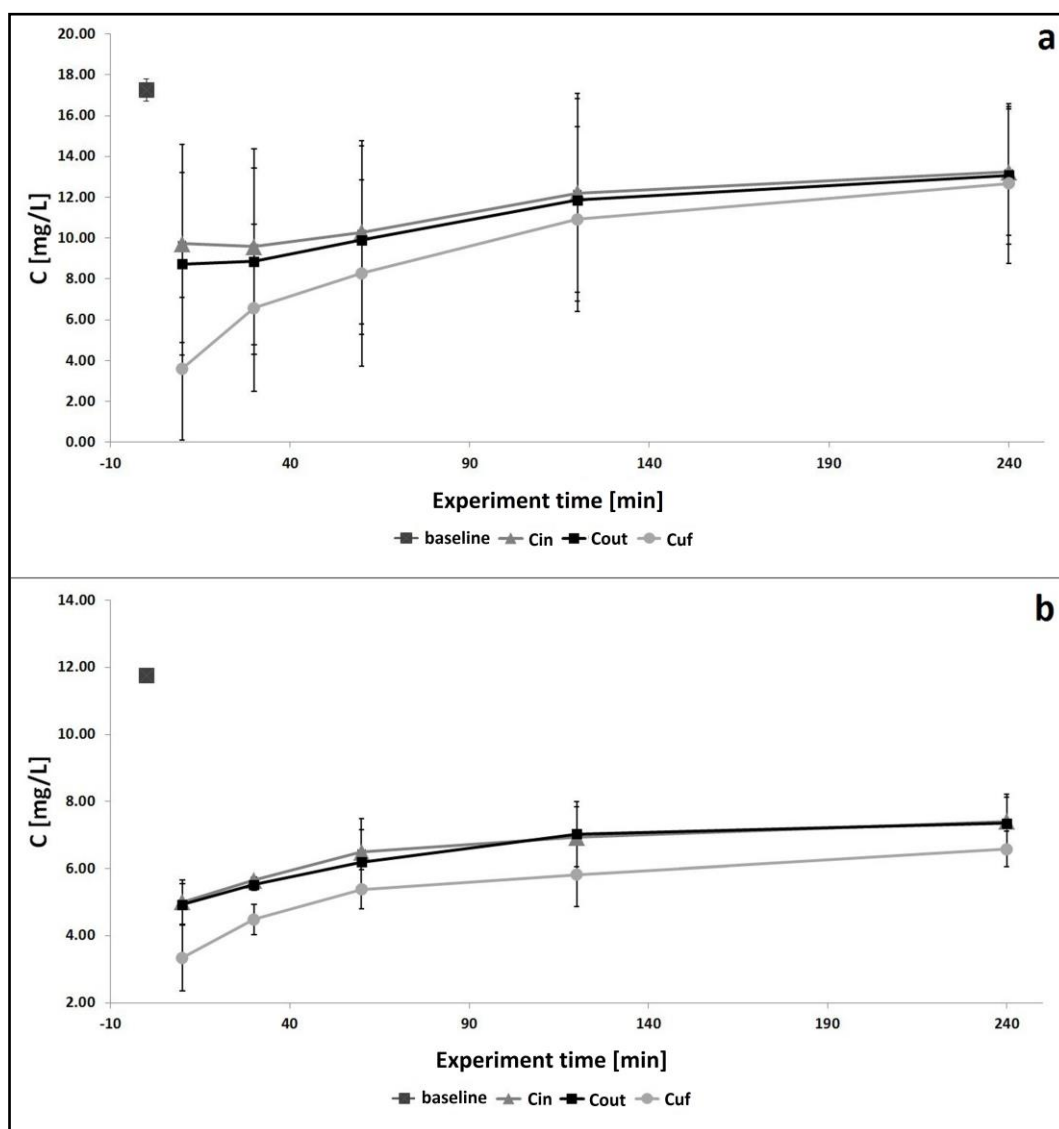 a
20.00
18.00
16.00
14.00
12.00
10.00
8.00
6.00
4.00
2.00
0.00
C [mg/L]
-10 40 90 140 190 240
Experiment time [min]
baseline Cin Cout Cuf
b
14.00
12.00
10.00
8.00
6.00
4.00
2.00
C [mg/L]
-10 40 90 140 190 240
Experiment time [min]
baseline Cin Cout Cuf